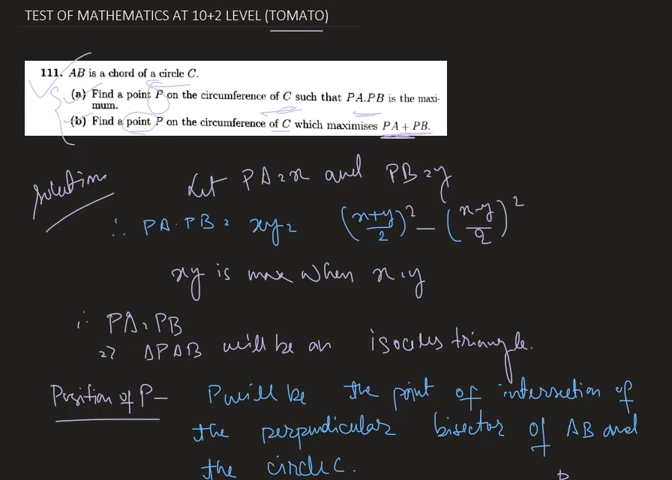 TEST OF MATHEMATICS AT 10+2 LEVEL (TOMATO)
111. AB is a chord of a circle C.
(a) Find a point P on the circumference of C such that PA.PB is the maxi-
mum.
(b) Find a point P on the circumference of C which maximises PA + PB.
Solution
Let PA = x and PB = y
∴ PA·PB = xy = ((x+y)/2)² − ((x−y)/2)²
xy is max when x = y
∴ PA = PB
⇒ ΔPAB will be an isoceles triangle.
Position of P –
P will be the point of intersection of
the perpendicular bisector of AB and
the circle C.
P